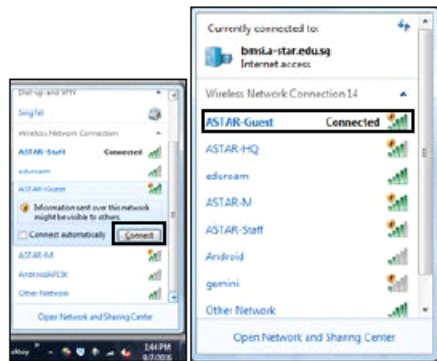 Dial-up and VPN
SingTel
Wireless Network Connection
ASTAR-Staff Connected
eduroam
ASTAR-Guest
Information sent over this network
might be visible to others.
Connect automatically Connect
ASTAR-M
Other Network
Open Network and Sharing Center
1:44 PM
9/7/2016
Currently connected to:
bmsi.a-star.edu.sg
Internet access
Wireless Network Connection 14
ASTAR-Guest Connected
ASTAR-HQ
eduroam
ASTAR-M
ASTAR-Staff
Android
gemini
Other Network
Open Network and Sharing Center